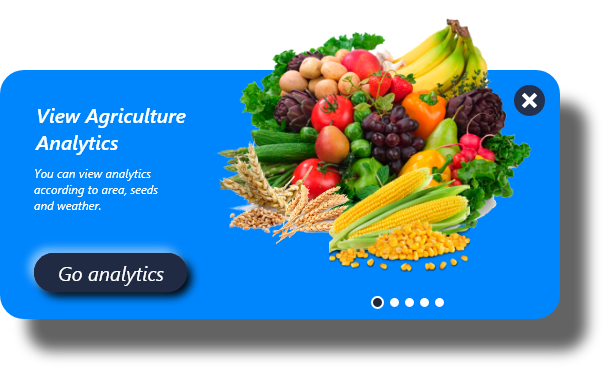 View Agriculture
Analytics
You can view analytics
according to area, seeds
and weather.
Go analytics